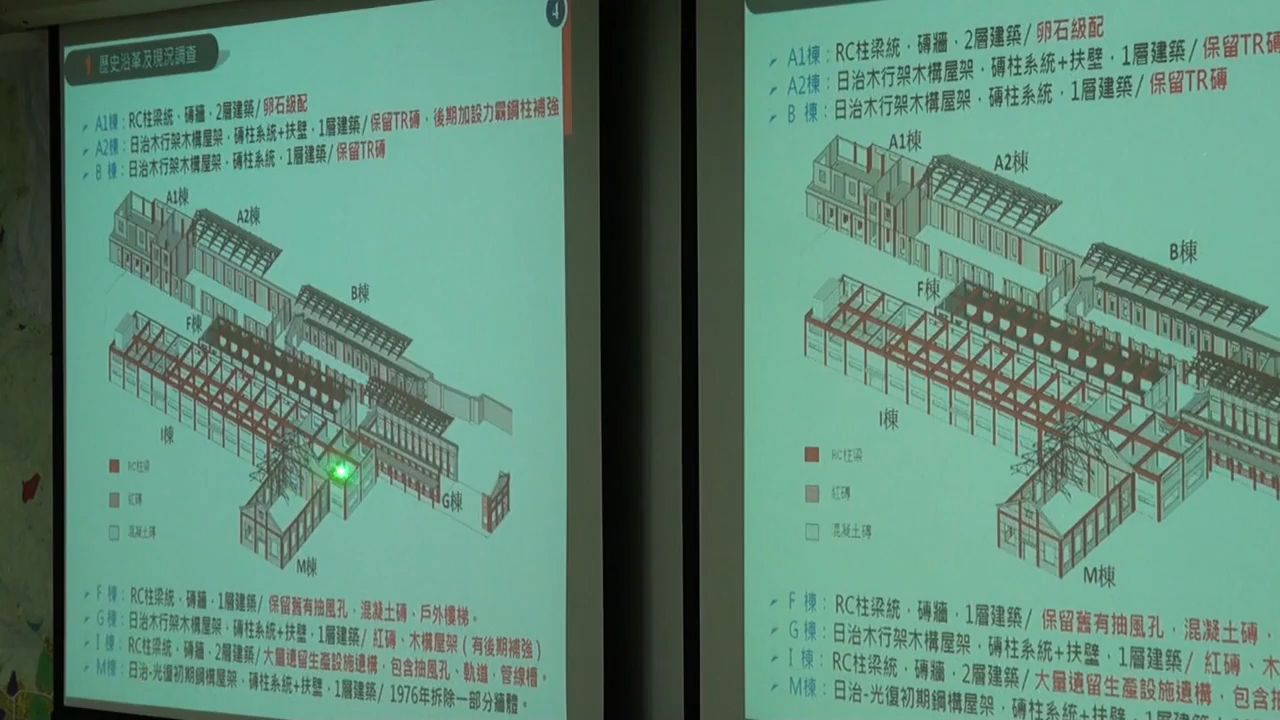 4
1 歷史沿革及現況調查
A1棟：RC柱梁統．磚牆．2層建築/ 卵石級配
A2棟：日治木行架木構屋架．磚柱系統+扶壁．1層建築/ 保留TR磚、後期加設力霸鋼柱補強
B 棟：日治木行架木構屋架．磚柱系統．1層建築/ 保留TR磚
A1棟
A2棟
B棟
F棟
I棟
G棟
M棟
RC柱梁
紅磚
混凝土磚
F 棟：RC柱梁統．磚牆．1層建築/ 保留舊有抽風孔、混凝土磚、戶外樓梯。
G棟：日治木行架木構屋架．磚柱系統+扶壁．1層建築/ 紅磚、木構屋架（有後期補強）
I 棟：RC柱梁統．磚牆．2層建築/ 大量遺留生產設施遺構，包含抽風孔、軌道、管線槽。
M棟：日治-光復初期鋼構屋架．磚柱系統+扶壁．1層建築/ 1976年拆除一部分牆體。
A1棟：RC柱梁統．磚牆．2層建築/ 卵石級配
A2棟：日治木行架木構屋架．磚柱系統+扶壁．1層建築/ 保留TR磚
B 棟：日治木行架木構屋架．磚柱系統．1層建築/ 保留TR磚
A1棟
A2棟
B棟
F棟
I棟
M棟
RC柱梁
紅磚
混凝土磚
F 棟：RC柱梁統．磚牆．1層建築/ 保留舊有抽風孔、混凝土磚、
G棟：日治木行架木構屋架．磚柱系統+扶壁．1層建築/ 紅磚、木
I 棟：RC柱梁統．磚牆．2層建築/ 大量遺留生產設施遺構，包含
M棟：日治-光復初期鋼構屋架．磚柱系統+扶壁．1層建築/